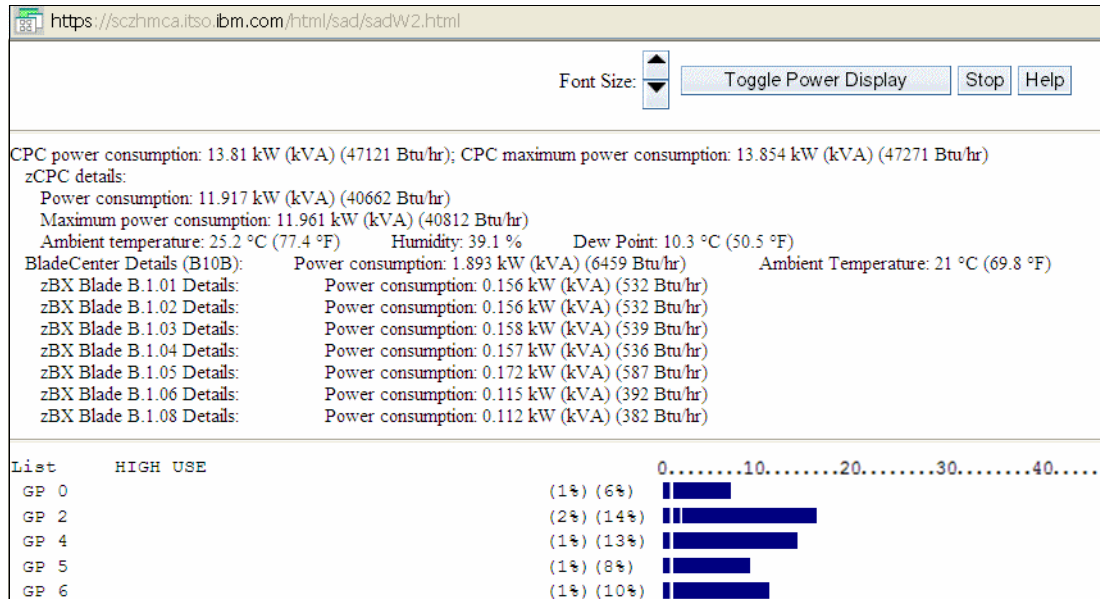 https://sczhmca.itso.ibm.com/html/sad/sadW2.html
Font Size: Toggle Power Display Stop Help
CPC power consumption: 13.81 kW (kVA) (47121 Btu/hr); CPC maximum power consumption: 13.854 kW (kVA) (47271 Btu/hr)
zCPC details:
Power consumption: 11.917 kW (kVA) (40662 Btu/hr)
Maximum power consumption: 11.961 kW (kVA) (40812 Btu/hr)
Ambient temperature: 25.2 °C (77.4 °F) Humidity: 39.1 % Dew Point: 10.3 °C (50.5 °F)
BladeCenter Details (B10B): Power consumption: 1.893 kW (kVA) (6459 Btu/hr) Ambient Temperature: 21 °C (69.8 °F)
zBX Blade B.1.01 Details: Power consumption: 0.156 kW (kVA) (532 Btu/hr)
zBX Blade B.1.02 Details: Power consumption: 0.156 kW (kVA) (532 Btu/hr)
zBX Blade B.1.03 Details: Power consumption: 0.158 kW (kVA) (539 Btu/hr)
zBX Blade B.1.04 Details: Power consumption: 0.157 kW (kVA) (536 Btu/hr)
zBX Blade B.1.05 Details: Power consumption: 0.172 kW (kVA) (587 Btu/hr)
zBX Blade B.1.06 Details: Power consumption: 0.115 kW (kVA) (392 Btu/hr)
zBX Blade B.1.08 Details: Power consumption: 0.112 kW (kVA) (382 Btu/hr)
List HIGH USE 0........10........20........30........40.....
GP 0 (1%)(6%)
GP 2 (2%)(14%)
GP 4 (1%)(13%)
GP 5 (1%)(8%)
GP 6 (1%)(10%)